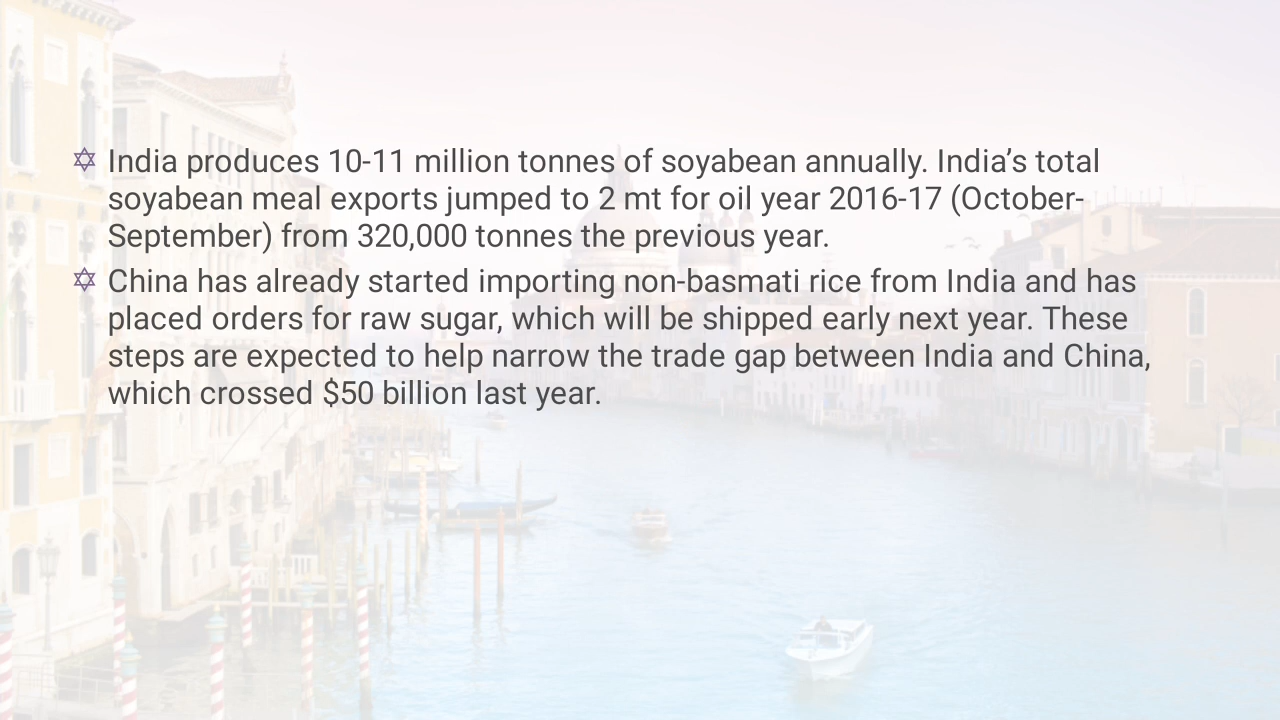 ✡ India produces 10-11 million tonnes of soyabean annually. India’s total
soyabean meal exports jumped to 2 mt for oil year 2016-17 (October-
September) from 320,000 tonnes the previous year.
✡ China has already started importing non-basmati rice from India and has
placed orders for raw sugar, which will be shipped early next year. These
steps are expected to help narrow the trade gap between India and China,
which crossed $50 billion last year.